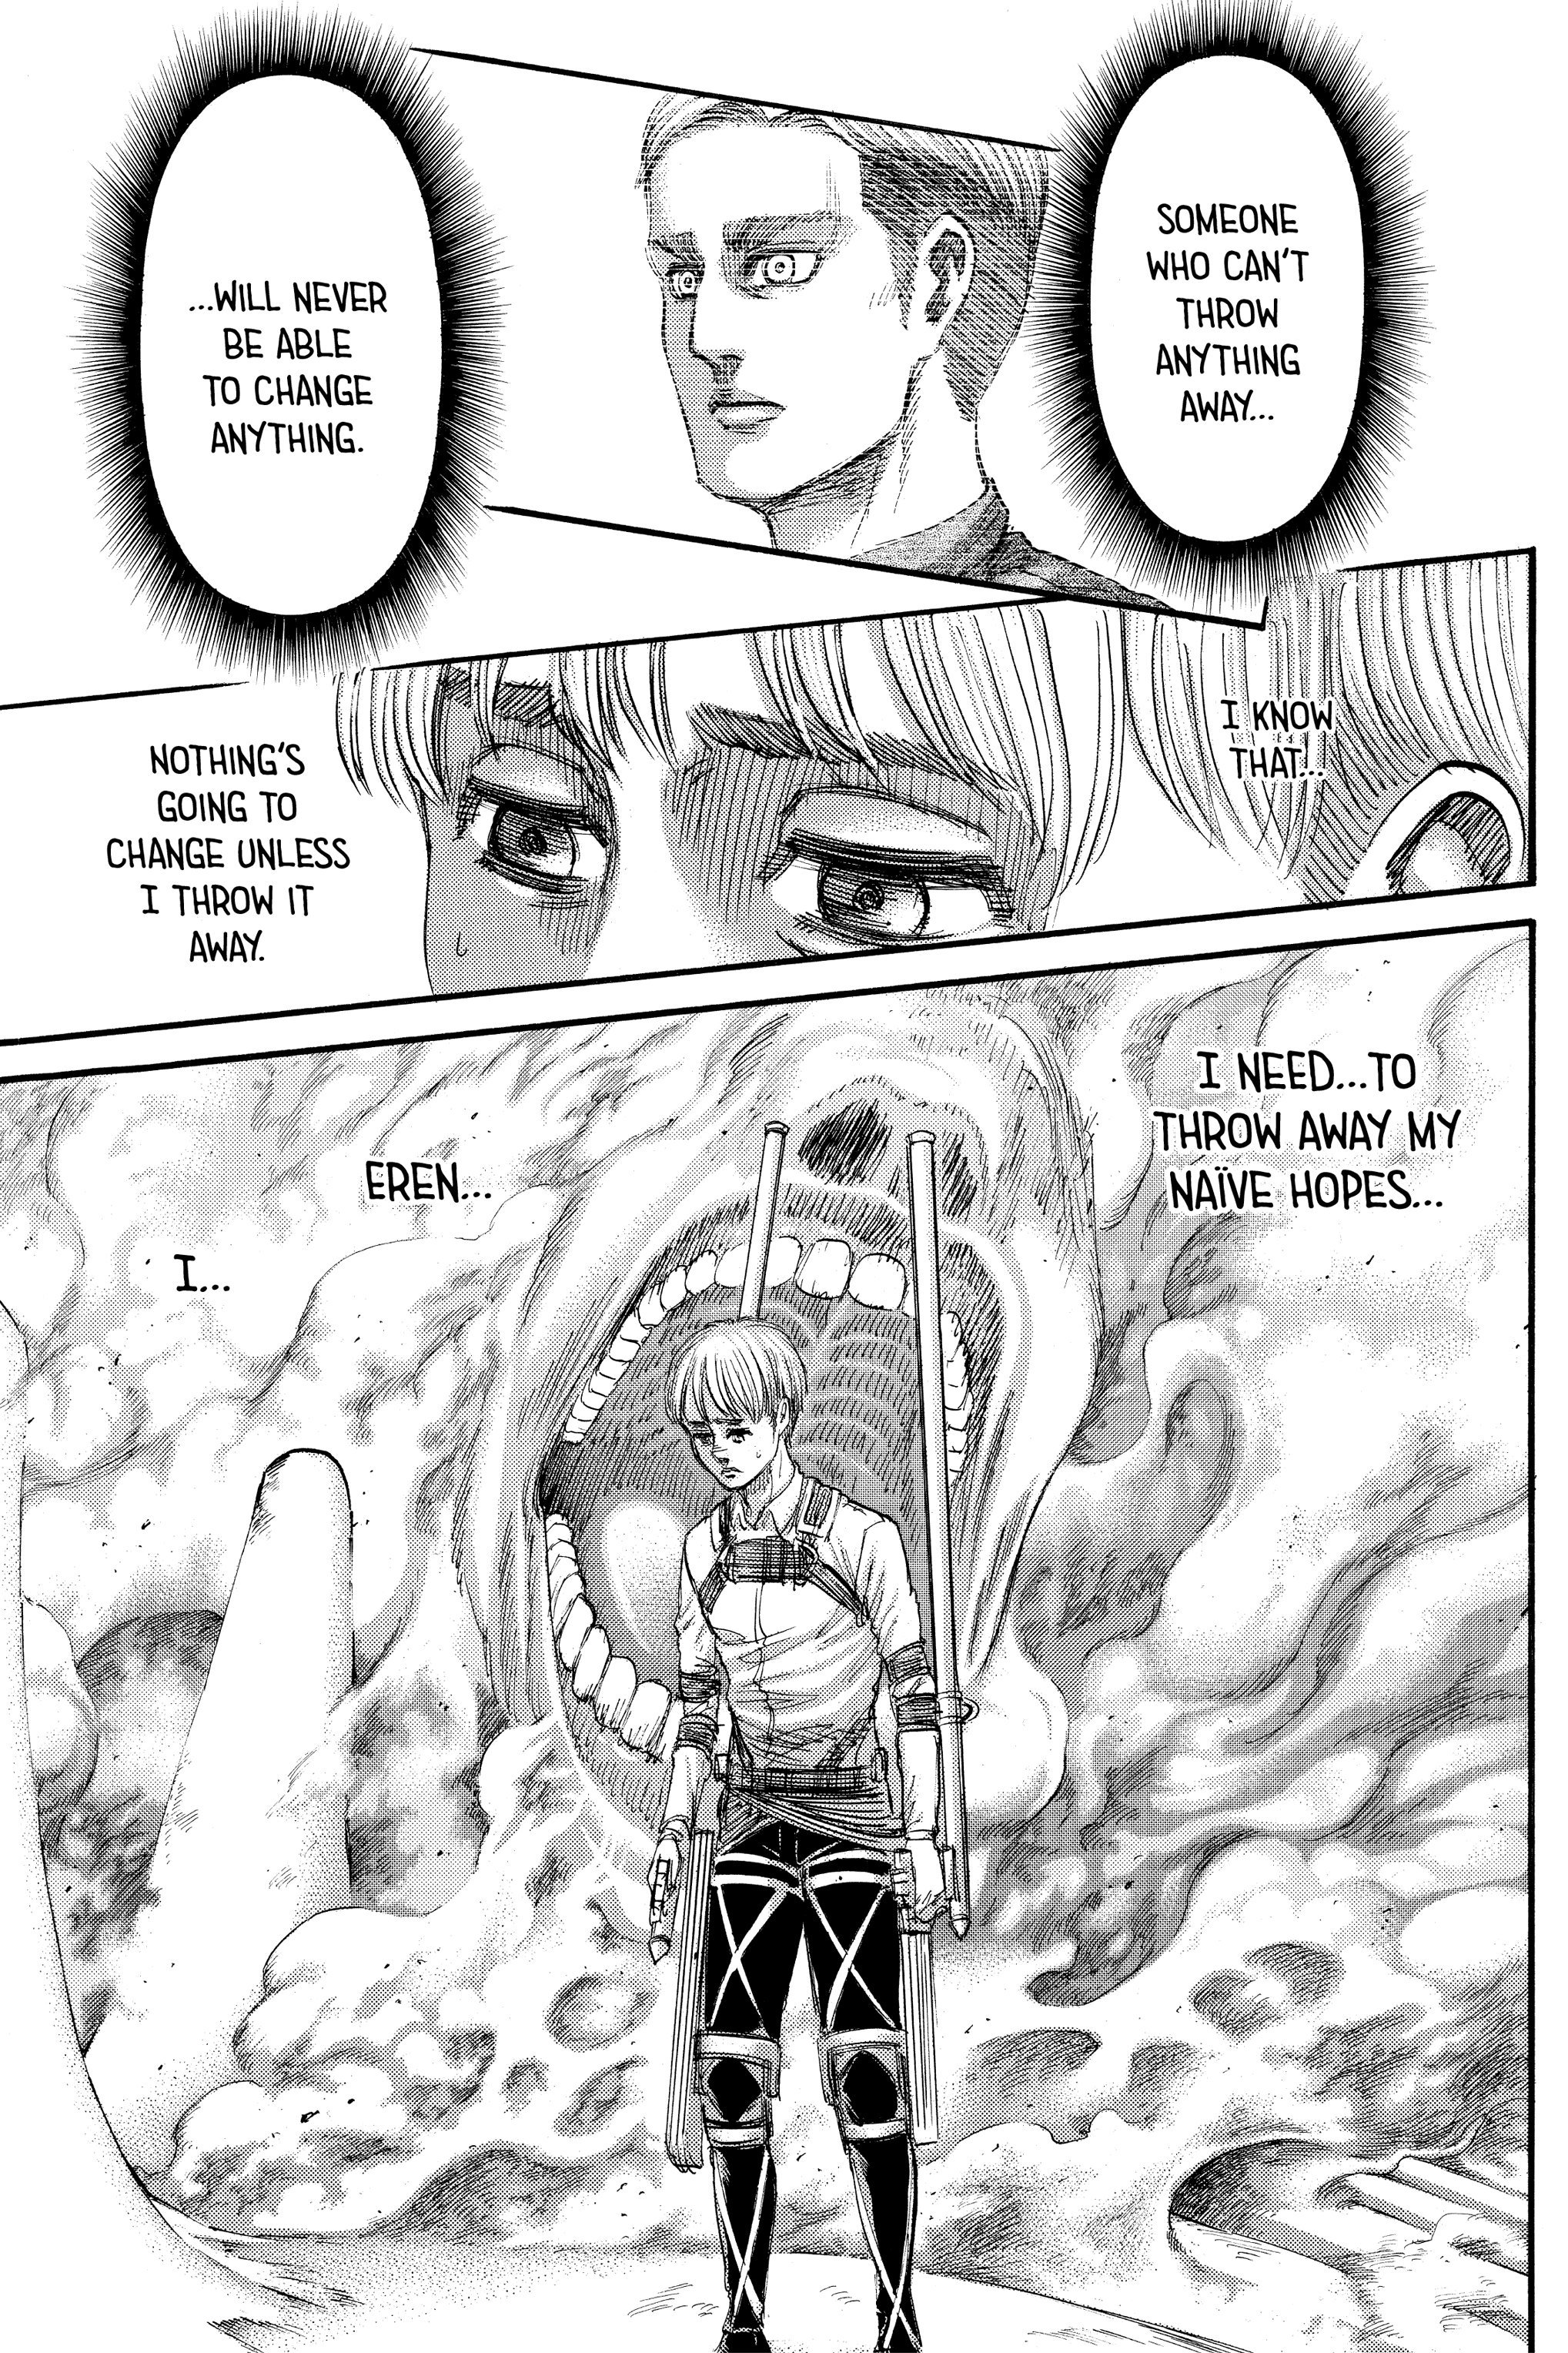 SOMEONE
WHO CAN'T
THROW
ANYTHING
AWAY...
...WILL NEVER
BE ABLE
TO CHANGE
ANYTHING.
I KNOW
THAT...
NOTHING'S
GOING TO
CHANGE UNLESS
I THROW IT
AWAY.
I NEED...TO
THROW AWAY MY
NAÏVE HOPES...
EREN...
I...